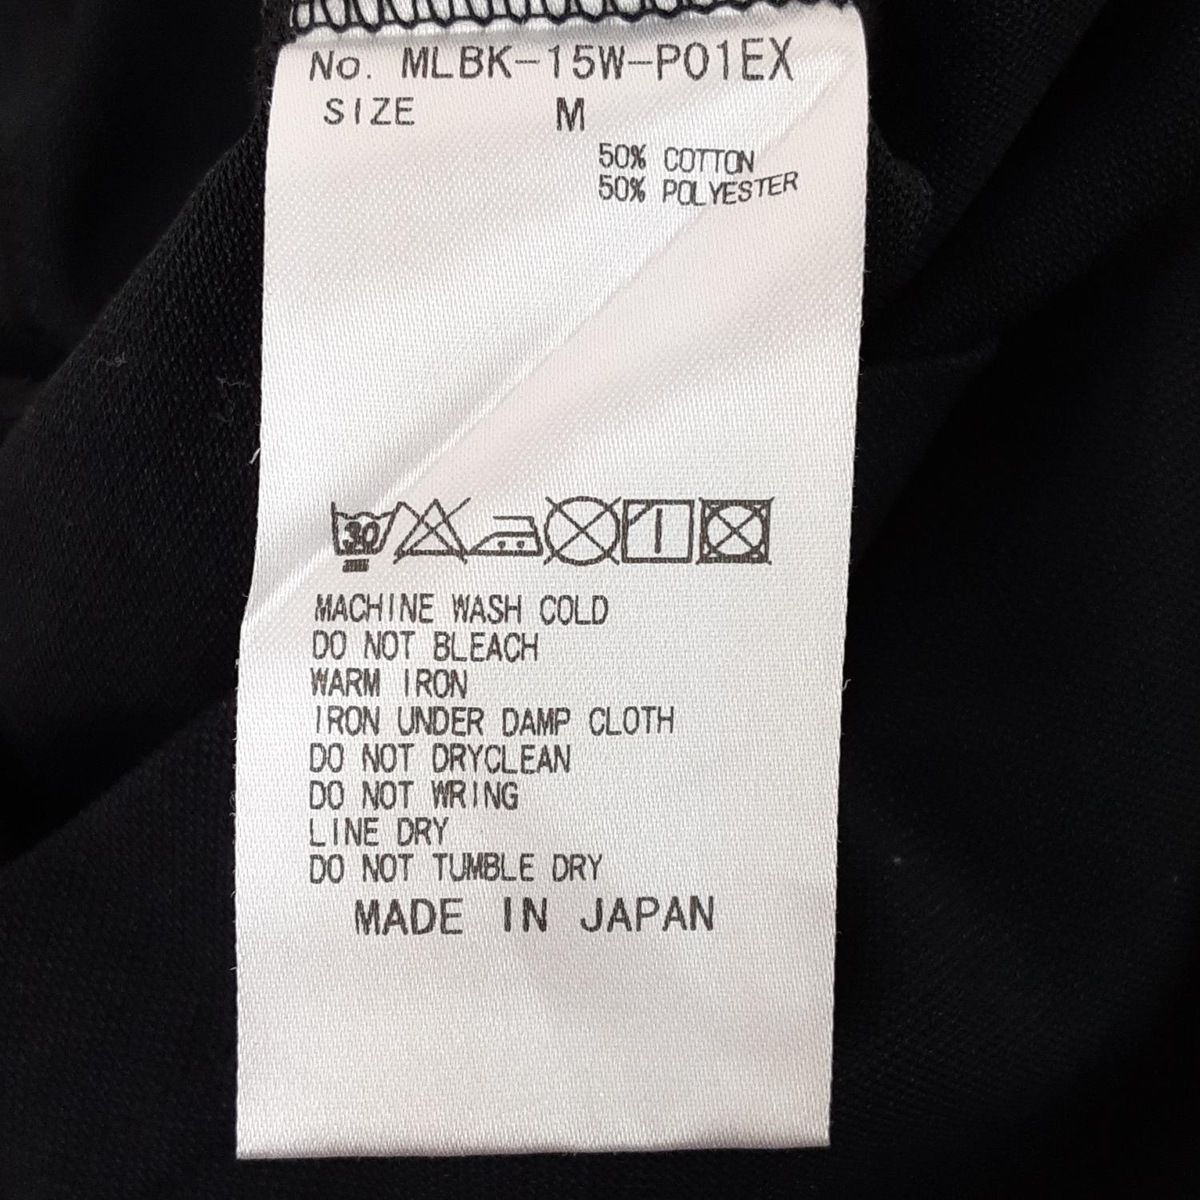 No. MLBK-15W-P01EX
SIZE M
50% COTTON
50% POLYESTER
30
MACHINE WASH COLD
DO NOT BLEACH
WARM IRON
IRON UNDER DAMP CLOTH
DO NOT DRYCLEAN
DO NOT WRING
LINE DRY
DO NOT TUMBLE DRY
MADE IN JAPAN